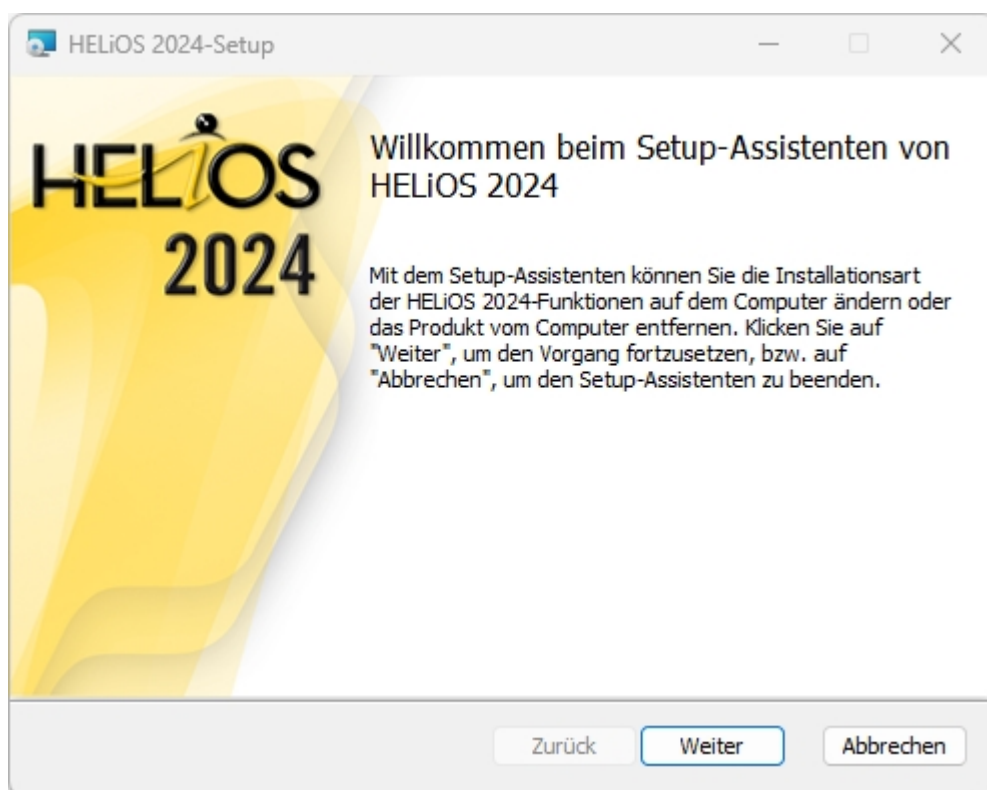 HELiOS 2024-Setup
HELiOS
2024
Willkommen beim Setup-Assistenten von
HELiOS 2024
Mit dem Setup-Assistenten können Sie die Installationsart
der HELiOS 2024-Funktionen auf dem Computer ändern oder
das Produkt vom Computer entfernen. Klicken Sie auf
"Weiter", um den Vorgang fortzusetzen, bzw. auf
"Abbrechen", um den Setup-Assistenten zu beenden.
Zurück Weiter Abbrechen